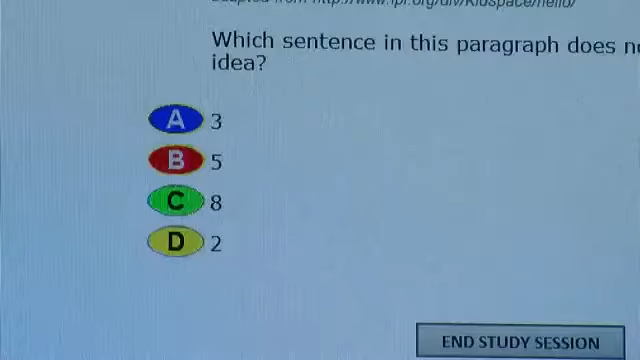 Which sentence in this paragraph does
idea?
A 3
B 5
C 8
D 2
END STUDY SESSION